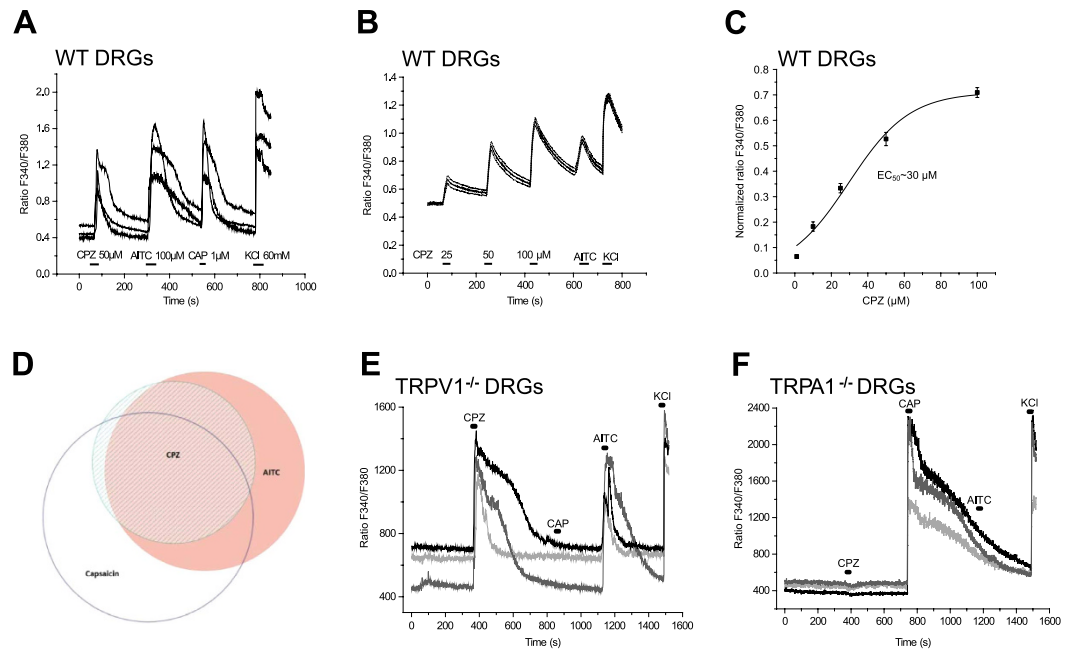 A
WT DRGs
Ratio F340/F380
2.0
1.6
1.2
0.8
0.4
0.0
CPZ 50µM AITC 100µM CAP 1µM KCl 60mM
0 200 400 600 800 1000
Time (s)
B
WT DRGs
Ratio F340/F380
1.4
1.2
1.0
0.8
0.6
0.4
0.2
0.0
CPZ 25 50 100 µM AITC KCl
0 200 400 600 800
Time (s)
C
WT DRGs
Normalized ratio F340/F380
0.8
0.7
0.6
0.5
0.4
0.3
0.2
0.1
0.0
EC50~30 µM
0 20 40 60 80 100
CPZ (µM)
D
CPZ
AITC
Capsaicin
E
TRPV1-/- DRGs
Ratio F340/F380
1600
1200
800
400
CPZ
CAP
AITC
KCl
0 200 400 600 800 1000 1200 1400 1600
Time (s)
F
TRPA1-/- DRGs
Ratio F340/F380
2400
2000
1600
1200
800
400
CPZ
CAP
AITC
KCl
0 200 400 600 800 1000 1200 1400 1600
Time (s)